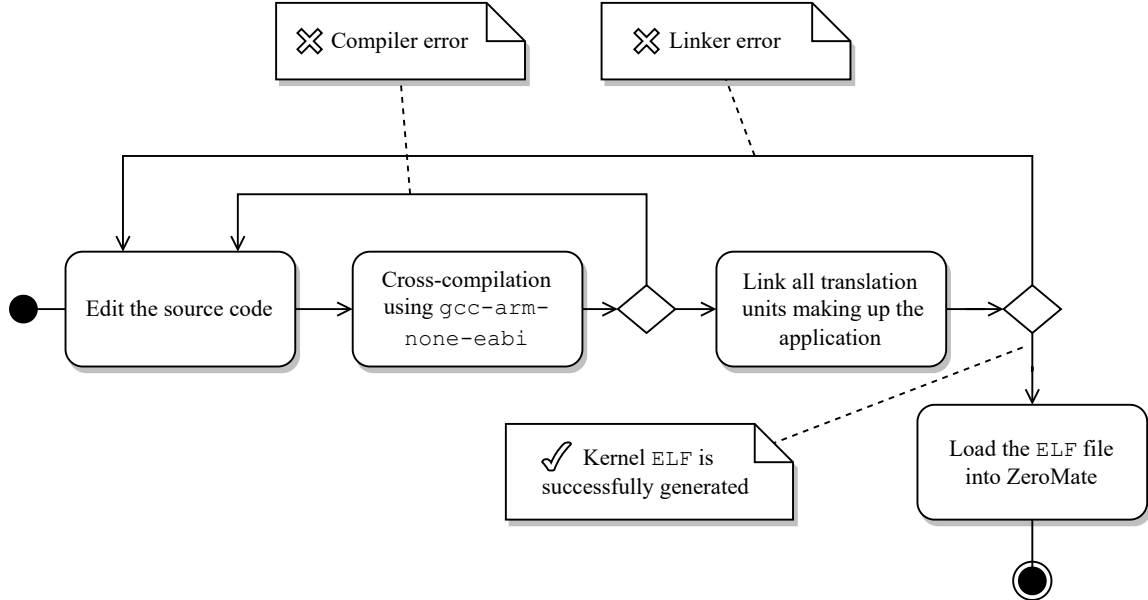 Compiler error
Linker error
Edit the source code
Cross-compilation
using gcc-arm-
none-eabi
Link all translation
units making up the
application
Kernel ELF is
successfully generated
Load the ELF file
into ZeroMate